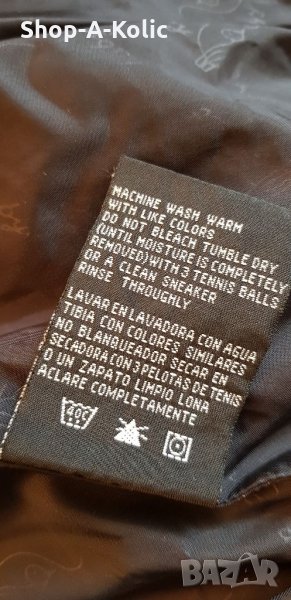 Shop-A-Kolic
MACHINE WASH WARM
WITH LIKE COLORS
DO NOT BLEACH TUMBLE DRY
(UNTIL MOISTURE IS COMPLETELY
REMOVED) WITH 3 TENNIS BALLS
OR A CLEAN SNEAKER
RINSE THROUGHLY
LAVAR EN LAVADORA CON AGUA
TIBIA CON COLORES SIMILARES
NO BLANQUEADOR SECAR EN
SECADORA CON 3 PELOTAS DE TENIS
O UN ZAPATO LIMPIO LONA
ACLARE COMPLETAMENTE
40C
BAZAR